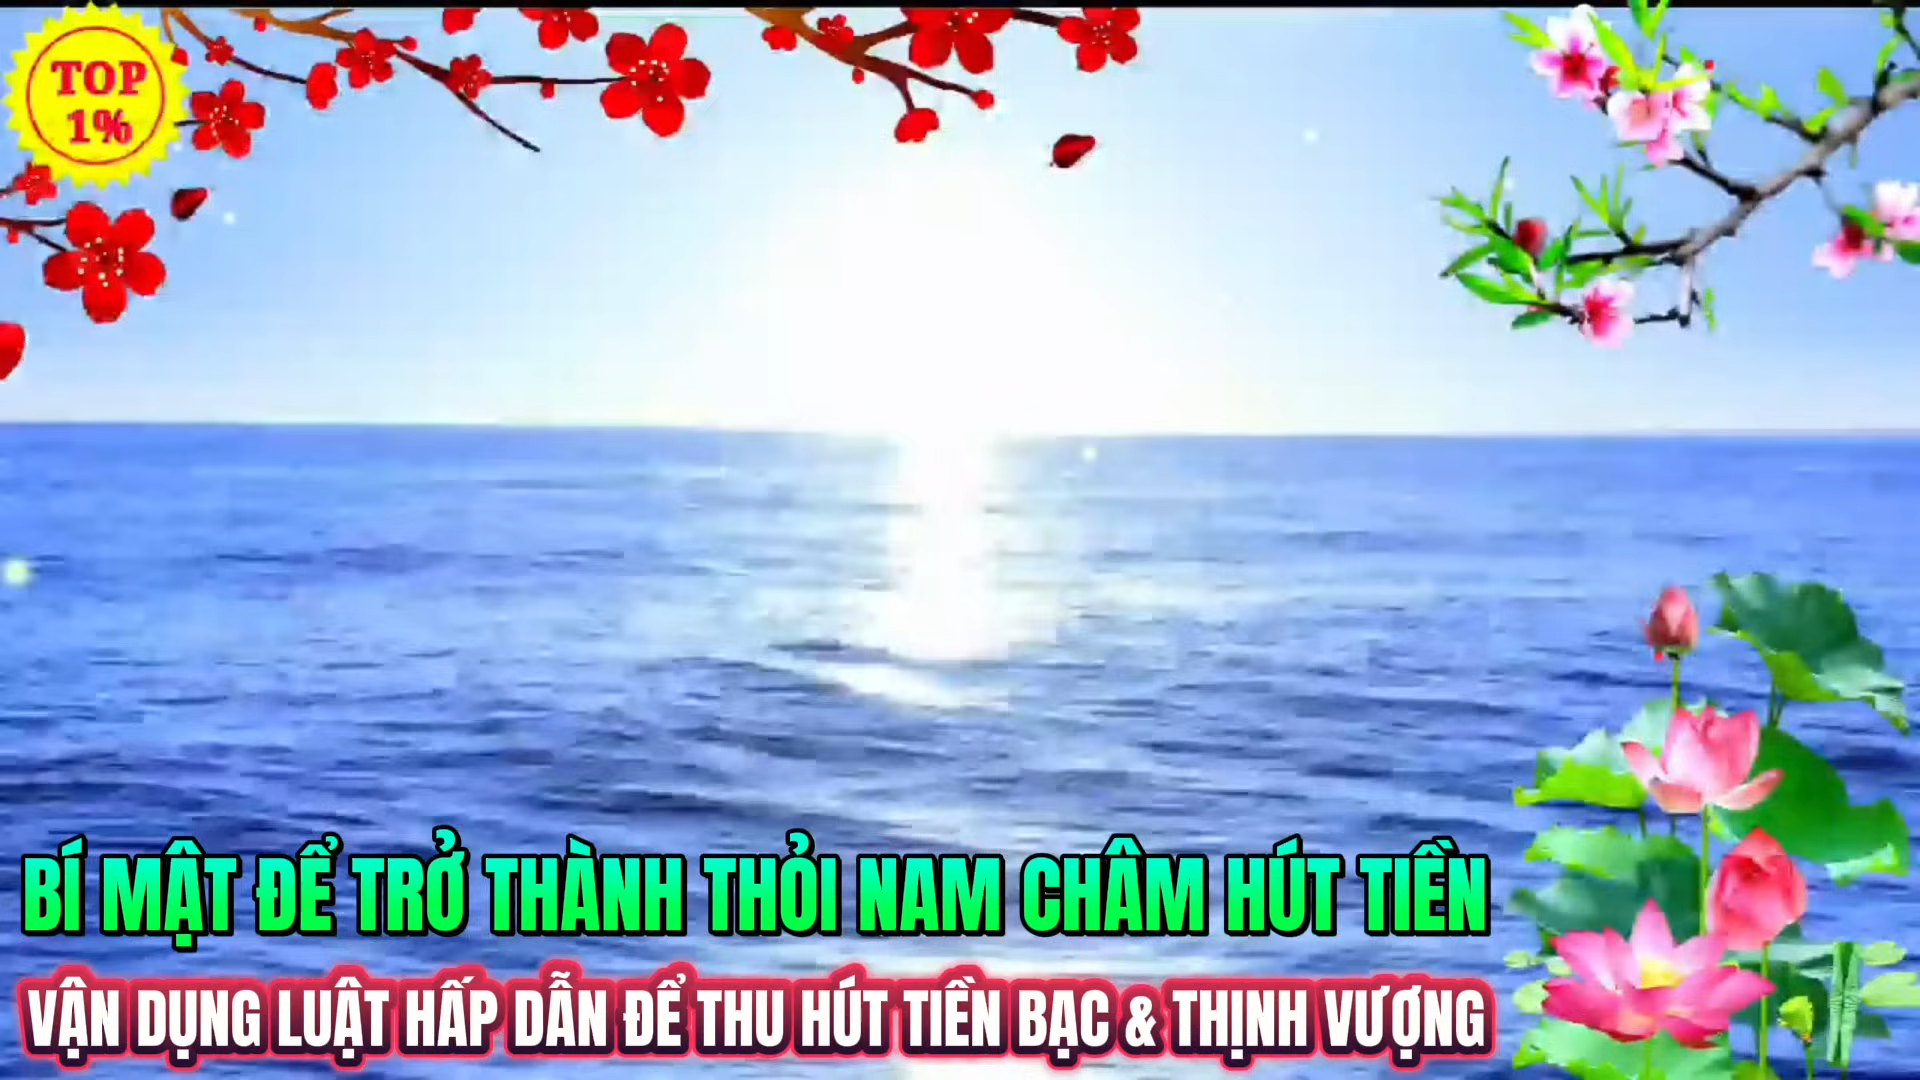 TOP
1%
BÍ MẬT ĐỂ TRỞ THÀNH THỎI NAM CHÂM HÚT TIỀN
VẬN DỤNG LUẬT HẤP DẪN ĐỂ THU HÚT TIỀN BẠC & THỊNH VƯỢNG